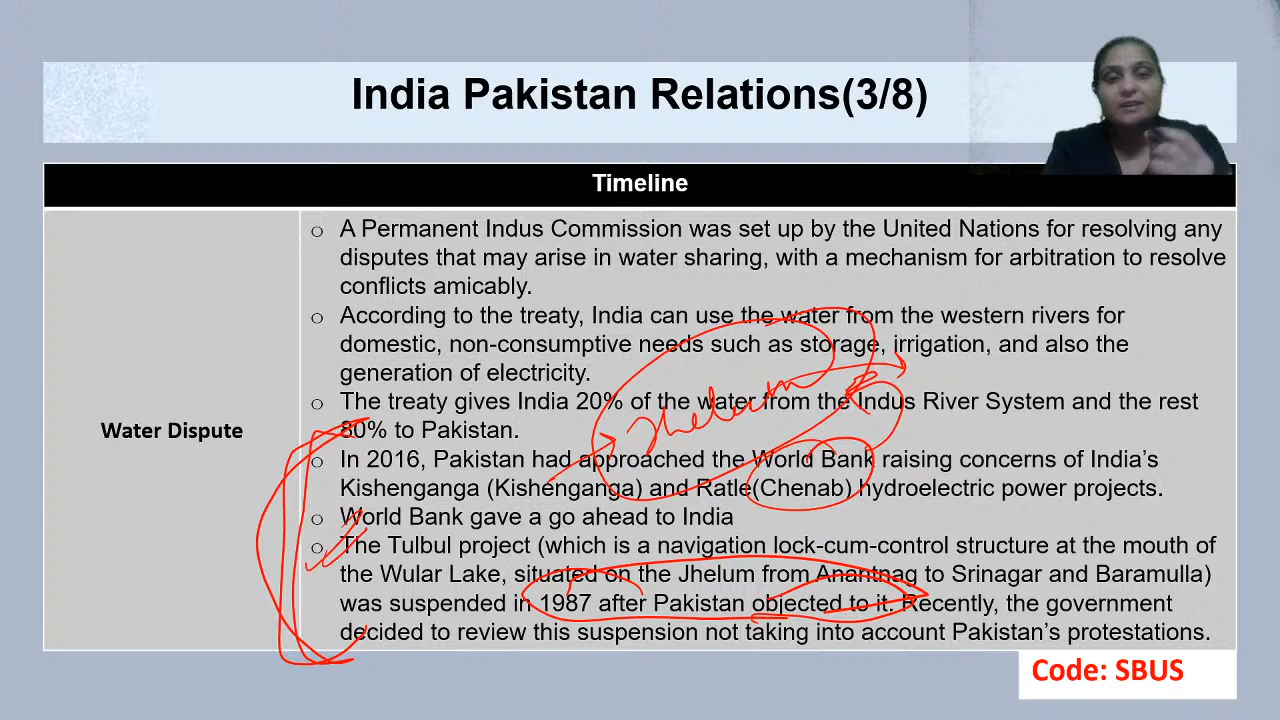 India Pakistan Relations(3/8)
Timeline
Water Dispute
o A Permanent Indus Commission was set up by the United Nations for resolving any
disputes that may arise in water sharing, with a mechanism for arbitration to resolve
conflicts amicably.
o According to the treaty, India can use the water from the western rivers for
domestic, non-consumptive needs such as storage, irrigation, and also the
generation of electricity.
o The treaty gives India 20% of the water from the Indus River System and the rest
80% to Pakistan.
Jhelum
o In 2016, Pakistan had approached the World Bank raising concerns of India’s
Kishenganga (Kishenganga) and Ratle(Chenab) hydroelectric power projects.
o World Bank gave a go ahead to India
o The Tulbul project (which is a navigation lock-cum-control structure at the mouth of
the Wular Lake, situated on the Jhelum from Anantnag to Srinagar and Baramulla)
was suspended in 1987 after Pakistan objected to it. Recently, the government
decided to review this suspension not taking into account Pakistan’s protestations.
Code: SBUS